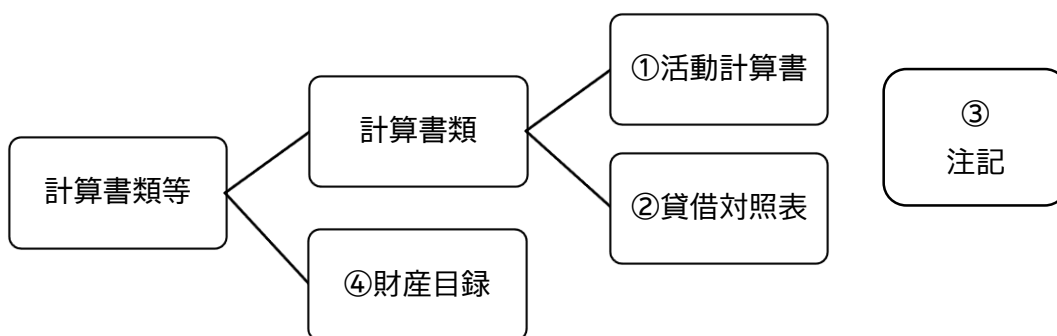 計算書類等
計算書類
④財産目録
①活動計算書
②貸借対照表
③
注記